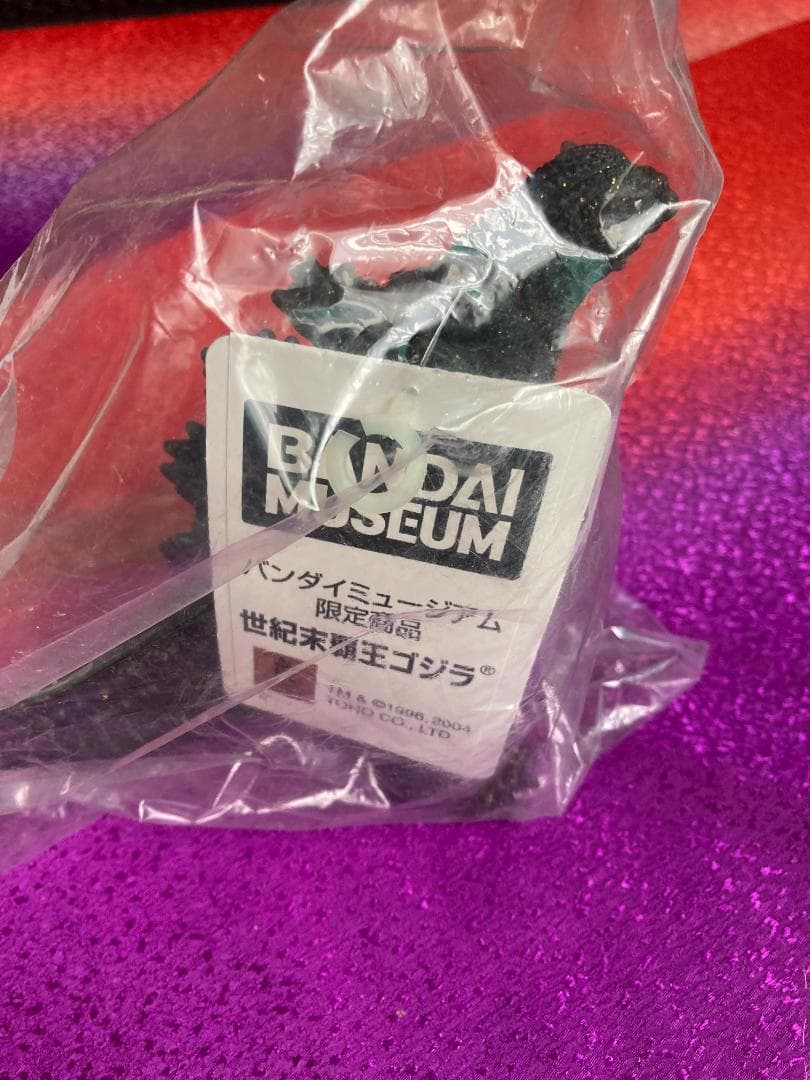 BANDAI
MUSEUM
バンダイミュージアム
限定商品
世紀末覇王ゴジラ®
TM & ©1998, 2004
TOHO CO., LTD